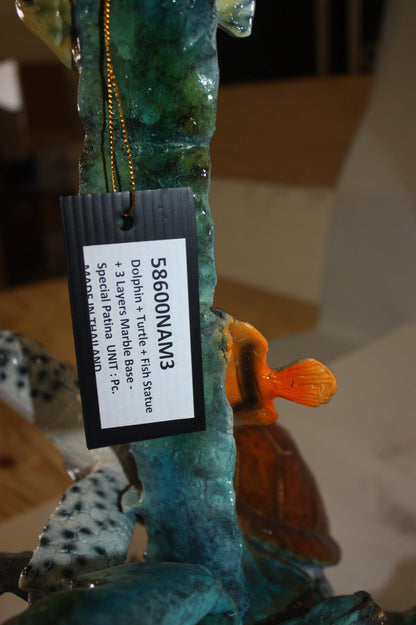 58600NAM3
Dolphin + Turtle + Fish Statue
+ 3 Layers Marble Base -
Special Patina UNIT : Pc.
MADE IN THAILAND